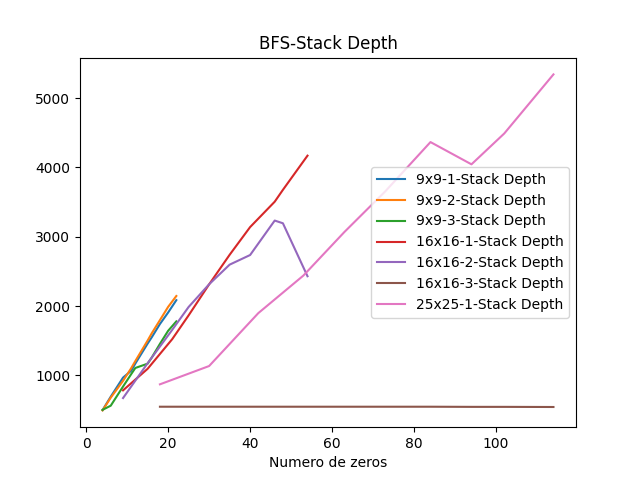 BFS-Stack Depth
5000
4000
3000
2000
1000
9x9-1-Stack Depth
9x9-2-Stack Depth
9x9-3-Stack Depth
16x16-1-Stack Depth
16x16-2-Stack Depth
16x16-3-Stack Depth
25x25-1-Stack Depth
0 20 40 60 80 100
Numero de zeros